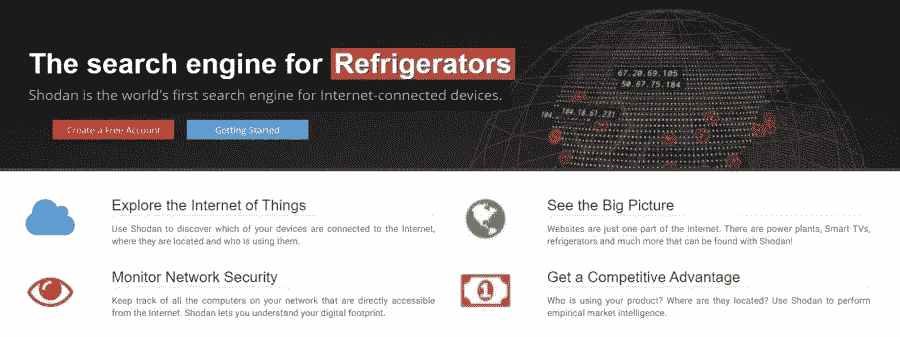 The search engine for Refrigerators
Shodan is the world's first search engine for Internet-connected devices.
Create a Free Account
Getting Started
67.20.69.105
50.87.75.184
104.18.61.231
Explore the Internet of Things
Use Shodan to discover which of your devices are connected to the Internet,
where they are located and who is using them.
See the Big Picture
Websites are just one part of the Internet. There are power plants, Smart TVs,
refrigerators and much more that can be found with Shodan!
Monitor Network Security
Keep track of all the computers on your network that are directly accessible
from the Internet. Shodan lets you understand your digital footprint.
1
Get a Competitive Advantage
Who is using your product? Where are they located? Use Shodan to perform
empirical market intelligence.